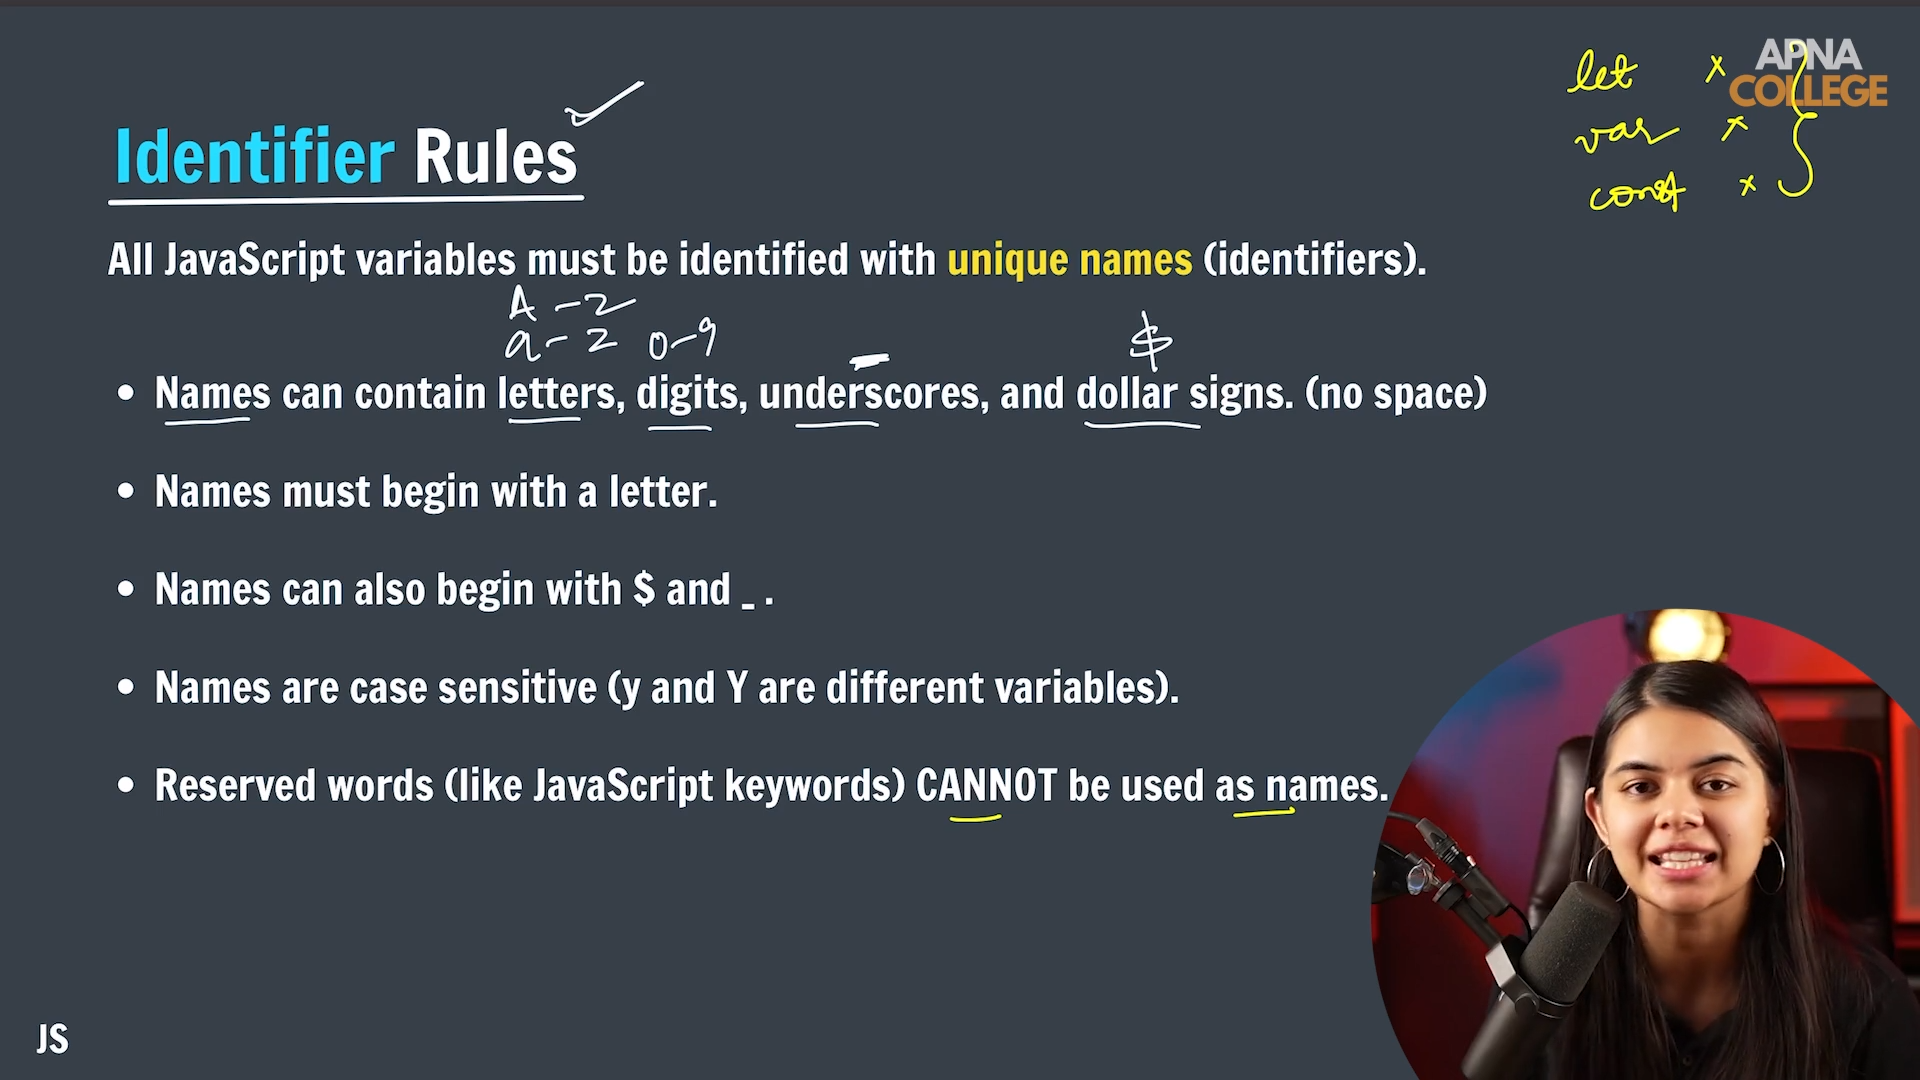 APNA
COLLEGE
let x
var x
const x
Identifier Rules
All JavaScript variables must be identified with unique names (identifiers).
A - Z
a - z 0-9 $
• Names can contain letters, digits, underscores, and dollar signs. (no space)
• Names must begin with a letter.
• Names can also begin with $ and _ .
• Names are case sensitive (y and Y are different variables).
• Reserved words (like JavaScript keywords) CANNOT be used as names.
JS